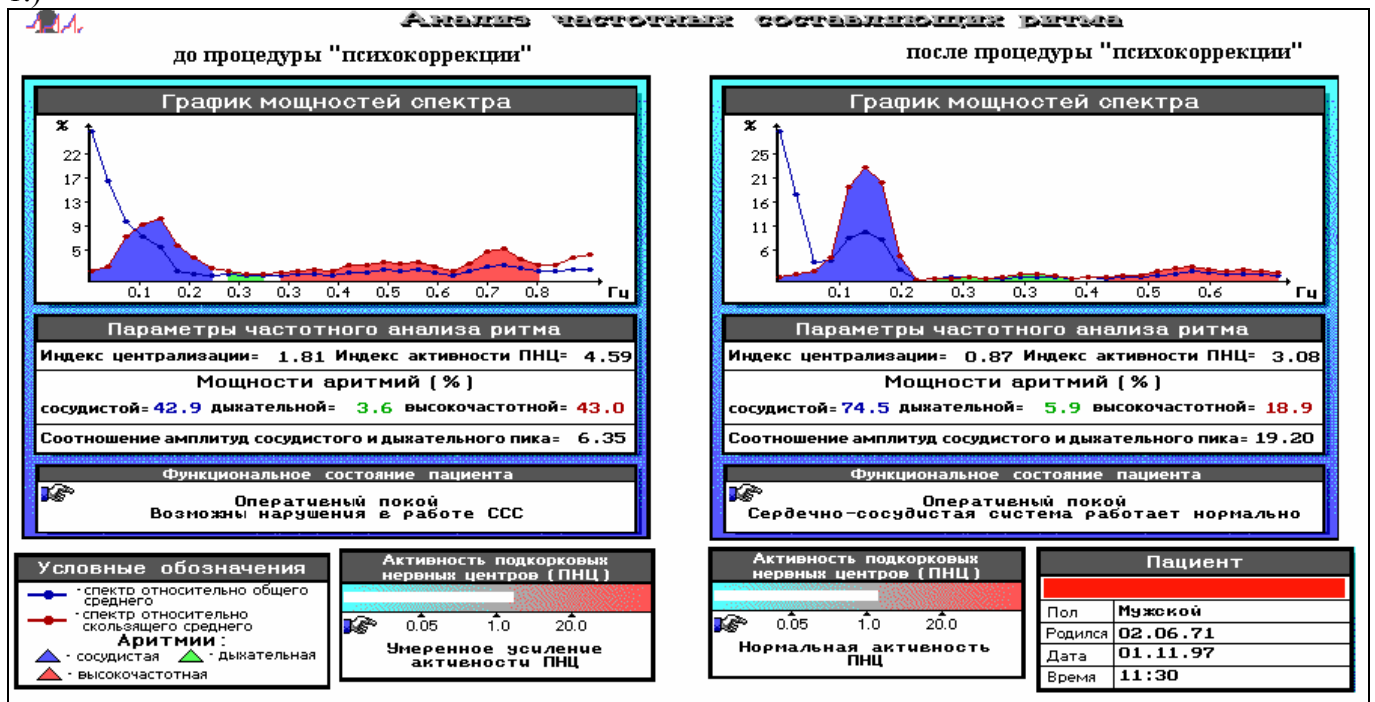 Анализ частотных составляющих ритма
до процедуры "психокоррекции"
после процедуры "психокоррекции"
График мощностей спектра
%
22
17
13
9
5
0.1 0.2 0.3 0.3 0.4 0.5 0.6 0.7 0.8 Гц
Параметры частотного анализа ритма
Индекс централизации= 1.81 Индекс активности ПНЦ= 4.59
Мощности аритмий (%)
сосудистой= 42.9 дыхательной= 3.6 высокочастотной= 43.0
Соотношение амплитуд сосудистого и дыхательного пика= 6.35
Функциональное состояние пациента
Оперативный покой
Возможны нарушения в работе ССС
График мощностей спектра
%
25
21
16
11
6
0.1 0.2 0.3 0.3 0.4 0.5 0.6 Гц
Параметры частотного анализа ритма
Индекс централизации= 0.87 Индекс активности ПНЦ= 3.08
Мощности аритмий (%)
сосудистой= 74.5 дыхательной= 5.9 высокочастотной= 18.9
Соотношение амплитуд сосудистого и дыхательного пика= 19.20
Функциональное состояние пациента
Оперативный покой
Сердечно-сосудистая система работает нормально
Условные обозначения
-спектр относительно общего
среднего
-спектр относительно
скользящего среднего
Аритмии:
- сосудистая - дыхательная
- высокочастотная
Активность подкорковых
нервных центров (ПНЦ)
0.05 1.0 20.0
Умеренное усиление
активности ПНЦ
Активность подкорковых
нервных центров (ПНЦ)
0.05 1.0 20.0
Нормальная активность
ПНЦ
Пациент
Пол Мужской
Родился 02.06.71
Дата 01.11.97
Время 11:30